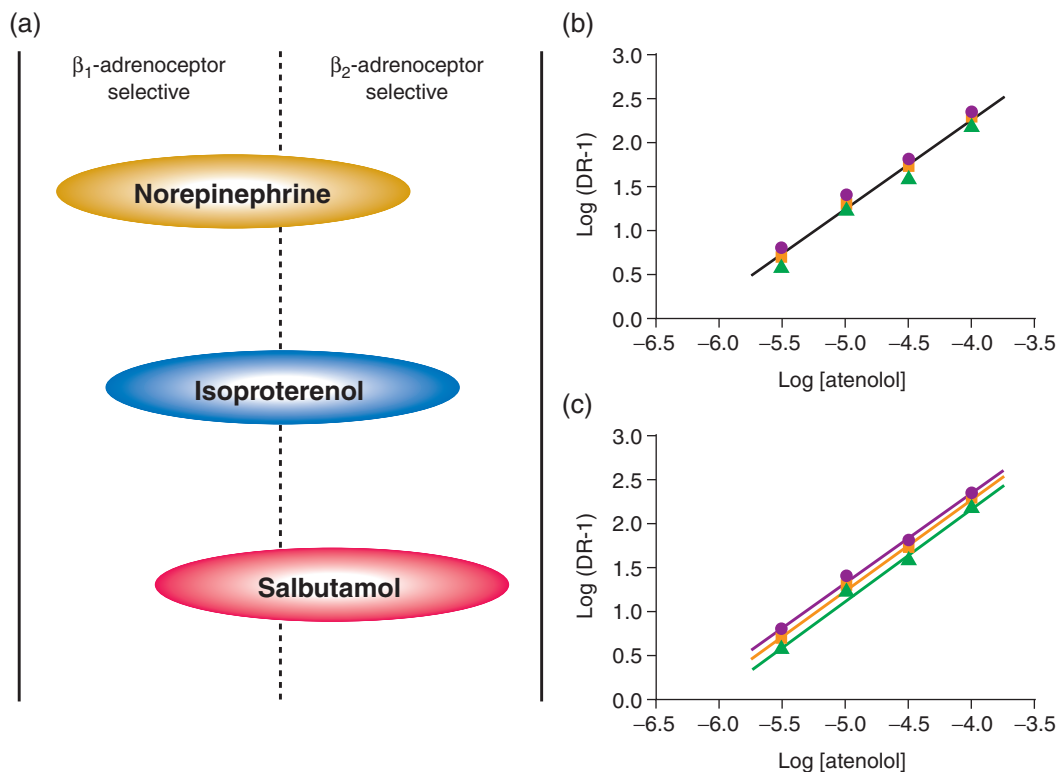 (a)
β₁-adrenoceptor
selective
β₂-adrenoceptor
selective
Norepinephrine
Isoproterenol
Salbutamol
(b)
3.0
2.5
2.0
1.5
1.0
0.5
0.0
Log (DR-1)
–6.5 –6.0 –5.5 –5.0 –4.5 –4.0 –3.5
Log [atenolol]
(c)
3.0
2.5
2.0
1.5
1.0
0.5
0.0
Log (DR-1)
–6.5 –6.0 –5.5 –5.0 –4.5 –4.0 –3.5
Log [atenolol]